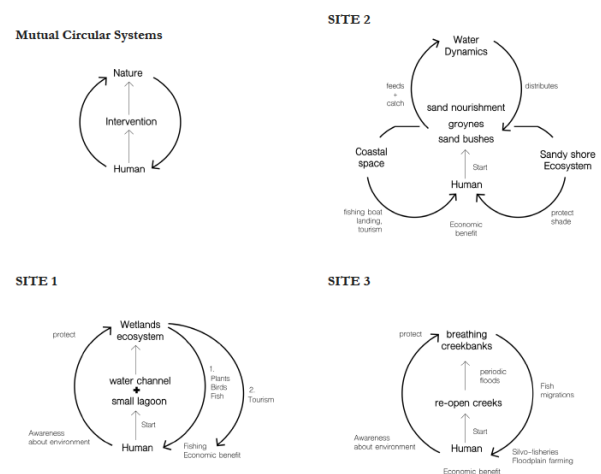 Mutual Circular Systems
Nature
Intervention
Human
SITE 2
Water
Dynamics
feeds
+
catch
distributes
sand nourishment
groynes
sand bushes
Coastal
space
Sandy shore
Ecosystem
Start
Human
fishing boat
landing,
tourism
Economic
benefit
protect
shade
SITE 1
Wetlands
ecosystem
protect
1.
Plants
Birds
Fish
2.
Tourism
water channel
+
small lagoon
Start
Awareness
about environment
Human
Fishing
Economic benefit
SITE 3
breathing
creekbanks
protect
periodic
floods
Fish
migrations
re-open creeks
Start
Awareness
about environment
Human
Silvo-fisheries
Floodplain farming
Economic benefit